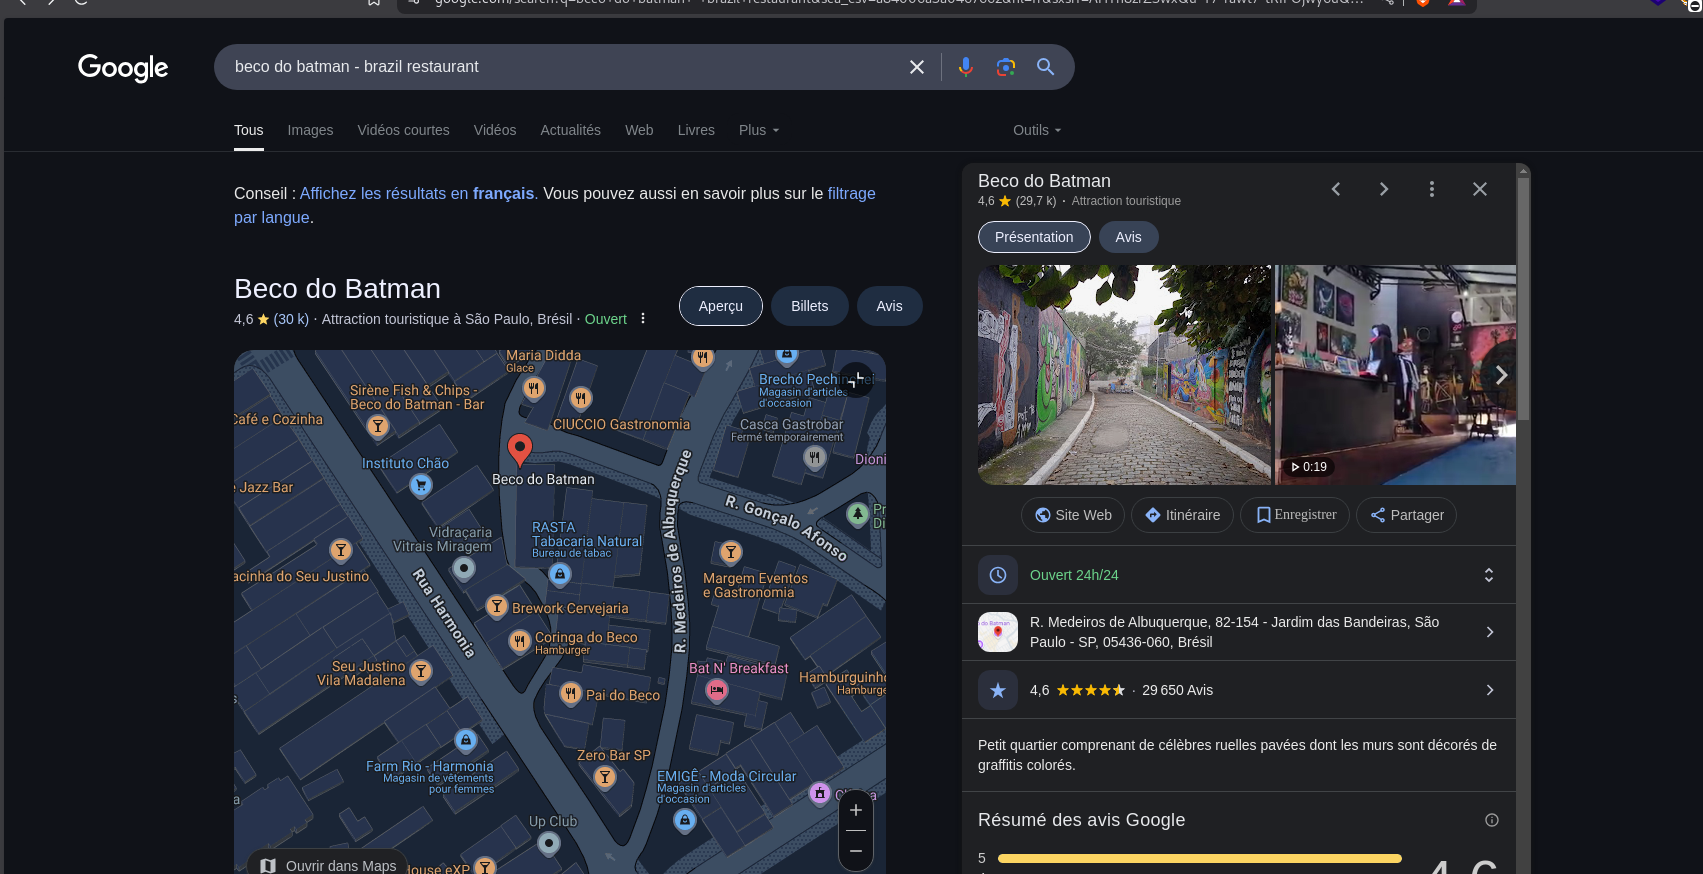 Google
beco do batman - brazil restaurant
Tous
Images
Vidéos courtes
Vidéos
Actualités
Web
Livres
Plus
Outils
Conseil : Affichez les résultats en français. Vous pouvez aussi en savoir plus sur le filtrage
par langue.
Beco do Batman
4,6 (30 k) · Attraction touristique à São Paulo, Brésil · Ouvert
Aperçu
Billets
Avis
Maria Didda
Glace
Sirène Fish & Chips -
Beco do Batman - Bar
Café e Cozinha
CIUCCIO Gastronomia
Brechó
Magasin d'articles
d'occasion
Casca Gastrobar
Fermé temporairement
Dioni
Instituto Chão
Beco do Batman
Jazz Bar
R. Medeiros de Albuquerque
R. Gonçalo Afonso
Pr
Di
RASTA
Tabacaria Natural
Bureau de tabac
Vidraçaria
Vitrais Miragem
acinha do Seu Justino
Margem Eventos
e Gastronomia
Rua Harmonia
Brework Cervejaria
Coringa do Beco
Hamburger
Seu Justino
Vila Madalena
Bat N' Breakfast
Hamburguinh
Hamburge
Pai do Beco
Zero Bar SP
Farm Rio - Harmonia
Magasin de vêtements
pour femmes
EMIGÊ - Moda Circular
Magasin d'articles
d'occasion
Up Club
Ouvrir dans Maps
House eXP
Beco do Batman
4,6 (29,7 k) · Attraction touristique
Présentation
Avis
0:19
Site Web
Itinéraire
Enregistrer
Partager
Ouvert 24h/24
R. Medeiros de Albuquerque, 82-154 - Jardim das Bandeiras, São
Paulo - SP, 05436-060, Brésil
4,6 · 29 650 Avis
Petit quartier comprenant de célèbres ruelles pavées dont les murs sont décorés de
graffitis colorés.
Résumé des avis Google
5